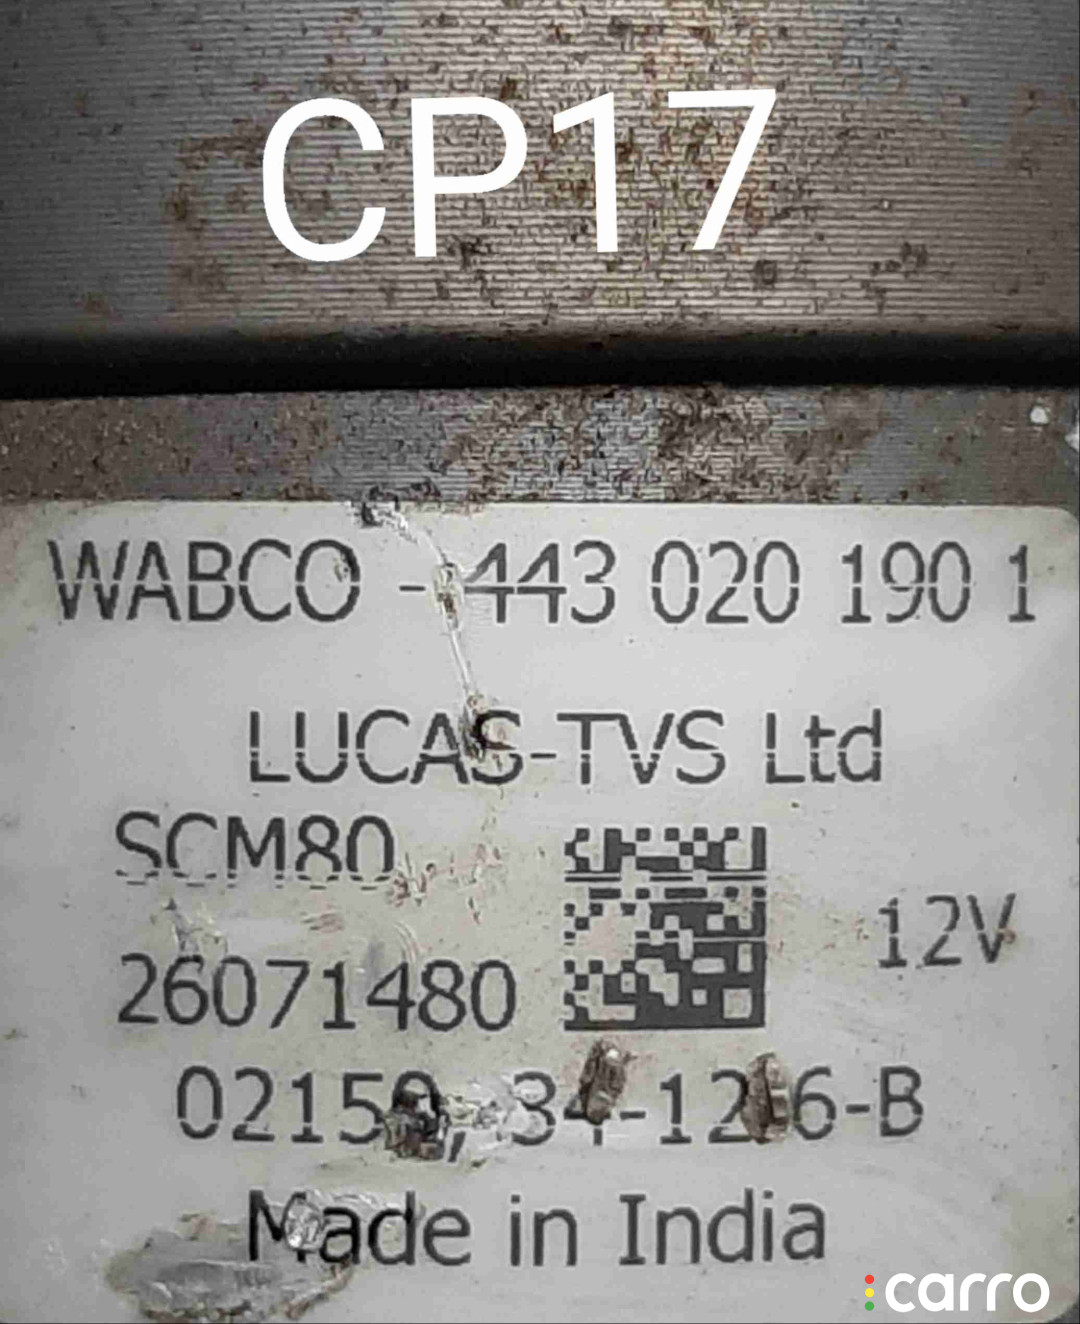 CP17
WABCO - 443 020 190 1
LUCAS-TVS Ltd
SCM80
12V
26071480
Made in India
carro